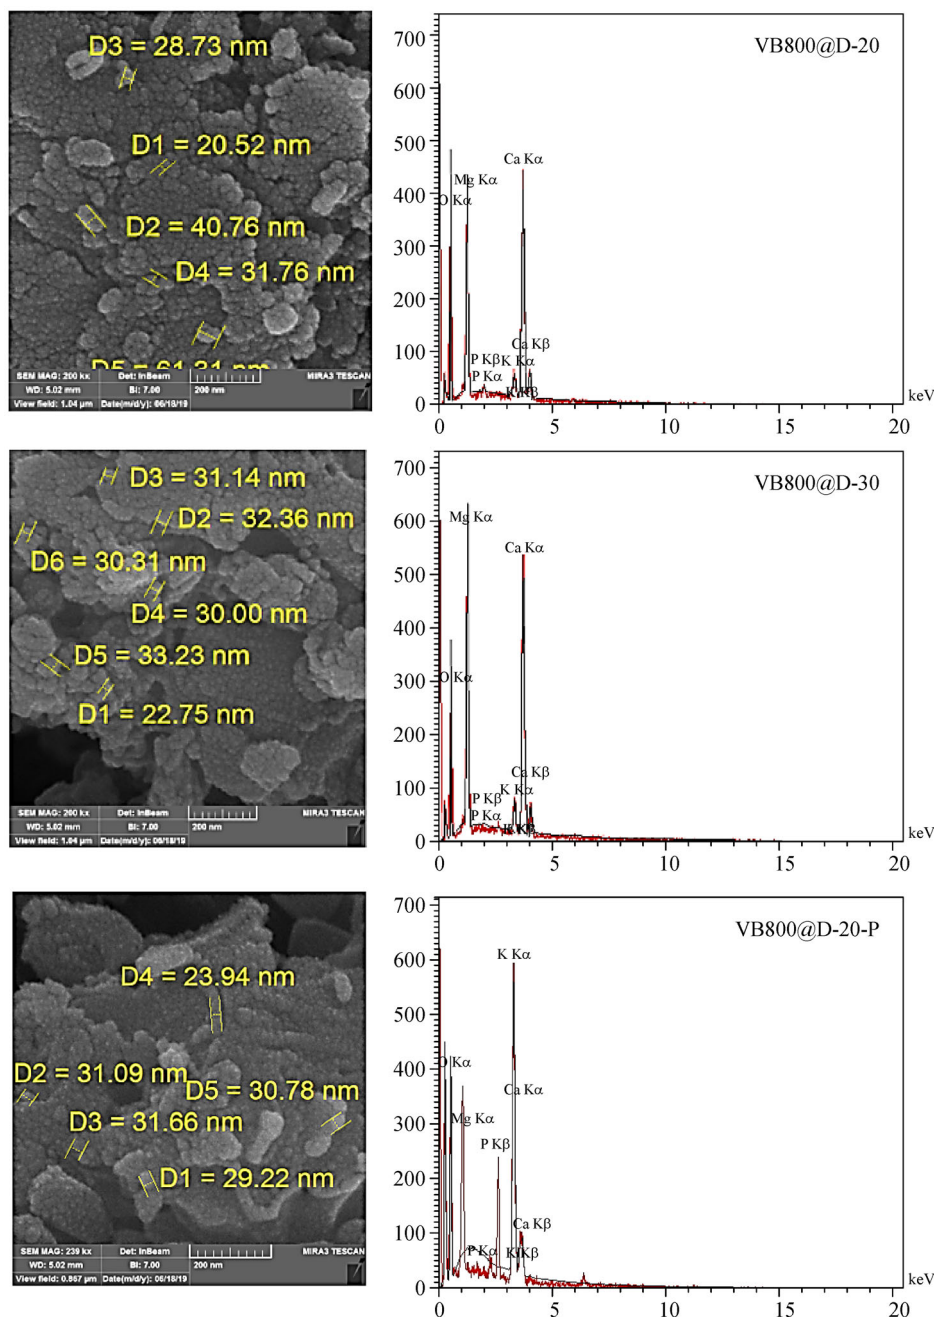 D3 = 28.73 nm
D1 = 20.52 nm
D2 = 40.76 nm
D4 = 31.76 nm
D5 = 61.31 nm
SEM MAG: 200 kx Det: InBeam MIRA3 TESCAN
WD: 5.02 mm BI: 7.00 200 nm
View field: 1.04 µm Date(m/d/y): 06/18/19
VB800@D-20
700
600
500
400
300
200
100
0
O Kα
Mg Kα
Ca Kα
P Kβ
P Kα
K Kα
Ca Kβ
K Kβ
0 5 10 15 20
keV
D3 = 31.14 nm
D2 = 32.36 nm
D6 = 30.31 nm
D4 = 30.00 nm
D5 = 33.23 nm
D1 = 22.75 nm
SEM MAG: 200 kx Det: InBeam MIRA3 TESCAN
WD: 5.02 mm BI: 7.00 200 nm
View field: 1.04 µm Date(m/d/y): 06/18/19
VB800@D-30
700
600
500
400
300
200
100
0
Mg Kα
Ca Kα
O Kα
Ca Kβ
K Kα
P Kβ
P Kα
K Kβ
0 5 10 15 20
keV
D4 = 23.94 nm
D2 = 31.09 nm
D5 = 30.78 nm
D3 = 31.66 nm
D1 = 29.22 nm
SEM MAG: 239 kx Det: InBeam MIRA3 TESCAN
WD: 5.02 mm BI: 7.00 200 nm
View field: 0.867 µm Date(m/d/y): 06/18/19
VB800@D-20-P
700
600
500
400
300
200
100
0
K Kα
O Kα
Ca Kα
Mg Kα
P Kβ
Ca Kβ
P Kα
K Kβ
0 5 10 15 20
keV